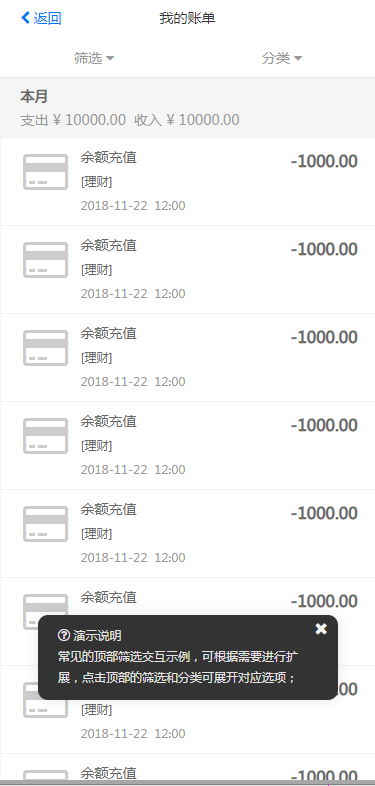 返回 我的账单
筛选 分类
本月
支出 ¥ 10000.00 收入 ¥ 10000.00
余额充值 -1000.00
[理财]
2018-11-22 12:00
余额充值 -1000.00
[理财]
2018-11-22 12:00
余额充值 -1000.00
[理财]
2018-11-22 12:00
余额充值 -1000.00
[理财]
2018-11-22 12:00
余额充值 -1000.00
[理财]
2018-11-22 12:00
余额充值 -1000.00
演示说明
常见的顶部筛选交互示例，可根据需要进行扩
展，点击顶部的筛选和分类可展开对应选项；
00
[理财]
2018-11-22 12:00
余额充值 -1000.00